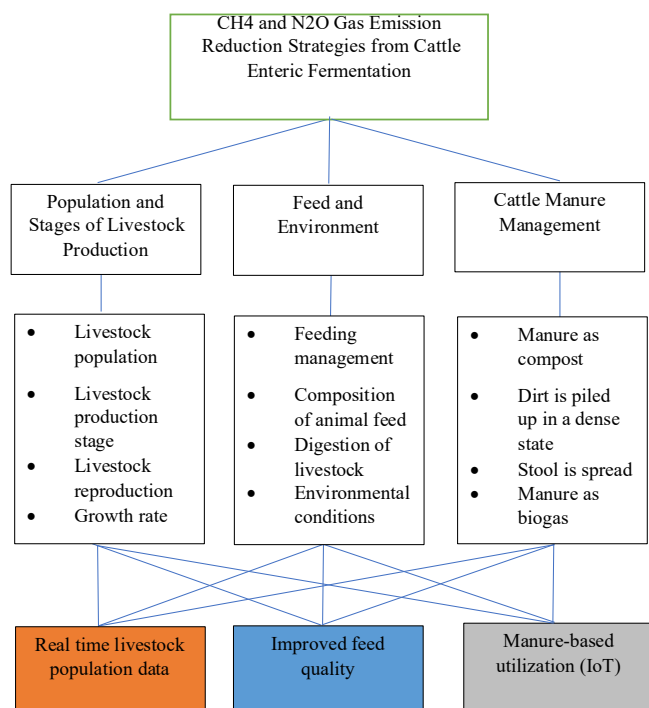 CH4 and N2O Gas Emission
Reduction Strategies from Cattle
Enteric Fermentation
Population and
Stages of Livestock
Production
Feed and
Environment
Cattle Manure
Management
• Livestock
population
• Livestock
production
stage
• Livestock
reproduction
• Growth rate
• Feeding
management
• Composition
of animal feed
• Digestion of
livestock
• Environmental
conditions
• Manure as
compost
• Dirt is piled
up in a dense
state
• Stool is spread
• Manure as
biogas
Real time livestock
population data
Improved feed
quality
Manure-based
utilization (IoT)